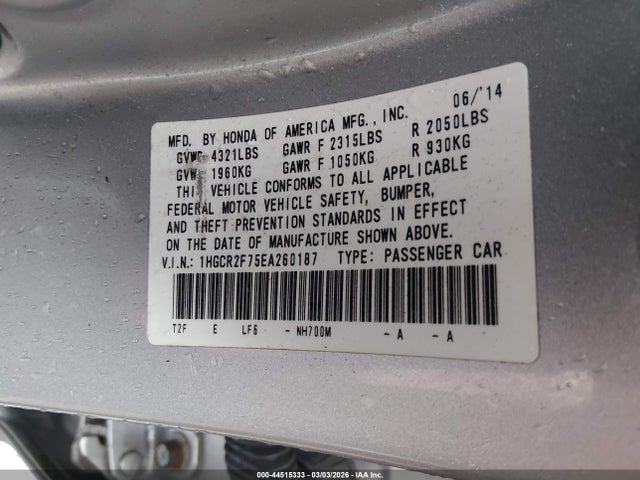 06/'14
MFD. BY HONDA OF AMERICA MFG., INC.
GVWR 4321LBS GAWR F 2315LBS R 2050LBS
GVW 1960KG GAWR F 1050KG R 930KG
THI VEHICLE CONFORMS TO ALL APPLICABLE
FEDERAL MOTOR VEHICLE SAFETY, BUMPER,
AND THEFT PREVENTION STANDARDS IN EFFECT
ON THE DATE OF MANUFACTURE SHOWN ABOVE.
V.I.N.: 1HGCR2F75EA260187 TYPE: PASSENGER CAR
T2F E LF6 - NH700M - A - A
000-44515333 - 03/03/2026 - IAA Inc.